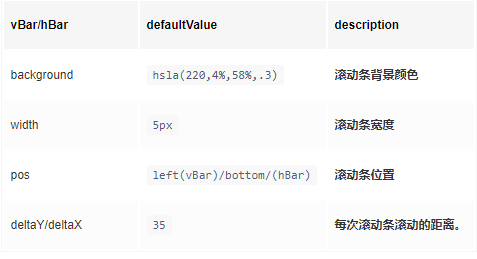 vBar/hBar defaultValue description
background hsla(220,4%,58%,.3) 滚动条背景颜色
width 5px 滚动条宽度
pos left(vBar)/bottom/(hBar) 滚动条位置
deltaY/deltaX 35 每次滚动条滚动的距离。